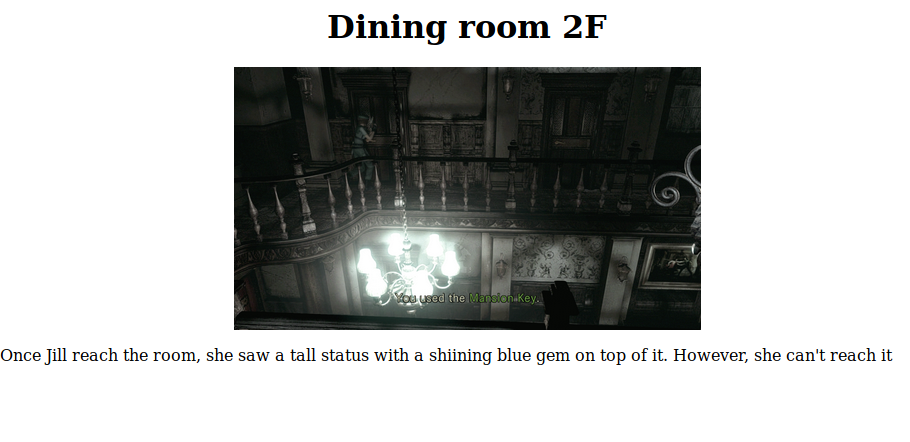 Dining room 2F
You used the Mansion Key.
Once Jill reach the room, she saw a tall status with a shiining blue gem on top of it. However, she can't reach it